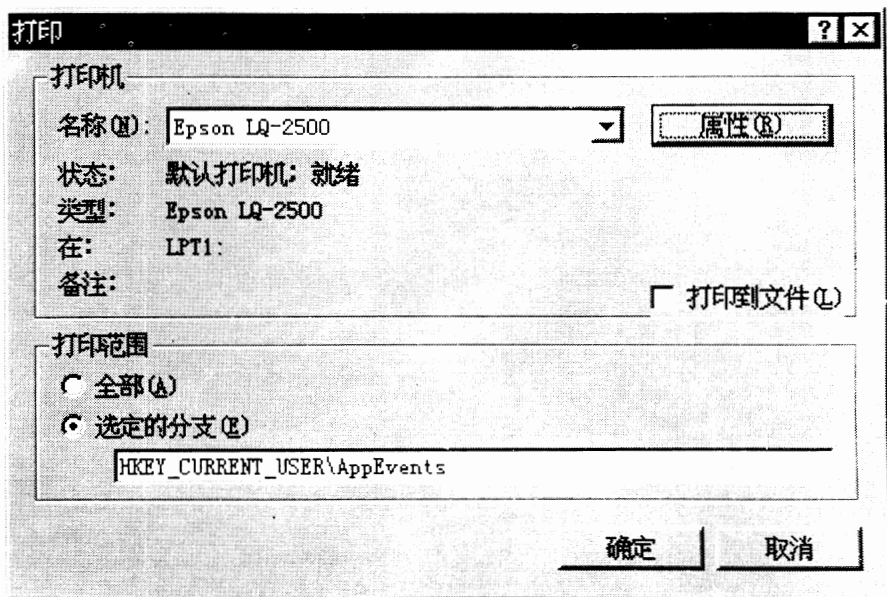 打印
打印机
名称(N): Epson LQ-2500 属性(R)
状态: 默认打印机; 就绪
类型: Epson LQ-2500
在: LPT1:
备注:
打印到文件(L)
打印范围
全部(A)
选定的分支(E)
HKEY_CURRENT_USER\AppEvents
确定 取消